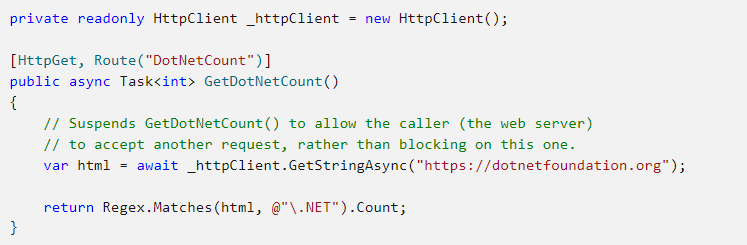 private readonly HttpClient _httpClient = new HttpClient();
[HttpGet, Route("DotNetCount")]
public async Task<int> GetDotNetCount()
{
// Suspends GetDotNetCount() to allow the caller (the web server)
// to accept another request, rather than blocking on this one.
var html = await _httpClient.GetStringAsync("https://dotnetfoundation.org");
return Regex.Matches(html, @"\.NET").Count;
}